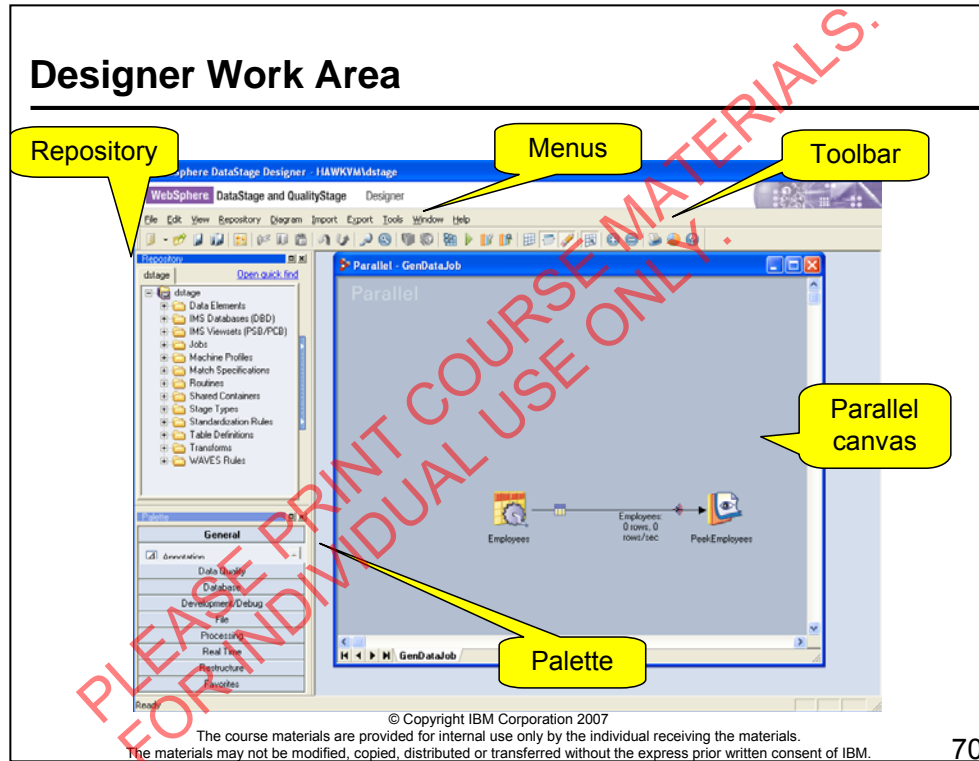 Designer Work Area
Repository
Menus
Toolbar
sphere DataStage Designer - HAWKVM\dstage
WebSphere DataStage and QualityStage Designer
File Edit View Repository Diagram Import Export Tools Window Help
Repository
dstage Open quick find
dstage
Data Elements
IMS Databases (DBD)
IMS Viewsets (PSB/PCB)
Jobs
Machine Profiles
Match Specifications
Routines
Shared Containers
Stage Types
Standardization Rules
Table Definitions
Transforms
WAVES Rules
Parallel - GenDataJob
Parallel
Parallel
canvas
Employees
Employees:
0 rows, 0
rows/sec
PeekEmployees
Palette
General
Annotation
Data Quality
Database
Development/Debug
File
Processing
Real Time
Restructure
Favorites
GenDataJob
Palette
Ready
PLEASE PRINT COURSE MATERIALS.
FOR INDIVIDUAL USE ONLY.
© Copyright IBM Corporation 2007
The course materials are provided for internal use only by the individual receiving the materials.
The materials may not be modified, copied, distributed or transferred without the express prior written consent of IBM.
70